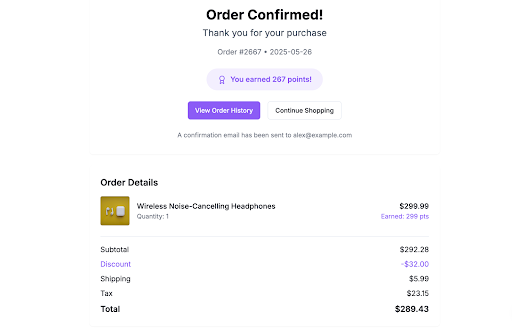 Order Confirmed!
Thank you for your purchase
Order #2667 • 2025-05-26
You earned 267 points!
View Order History Continue Shopping
A confirmation email has been sent to alex@example.com
Order Details
Wireless Noise-Cancelling Headphones $299.99
Quantity: 1 Earned: 299 pts
Subtotal $292.28
Discount -$32.00
Shipping $5.99
Tax $23.15
Total $289.43